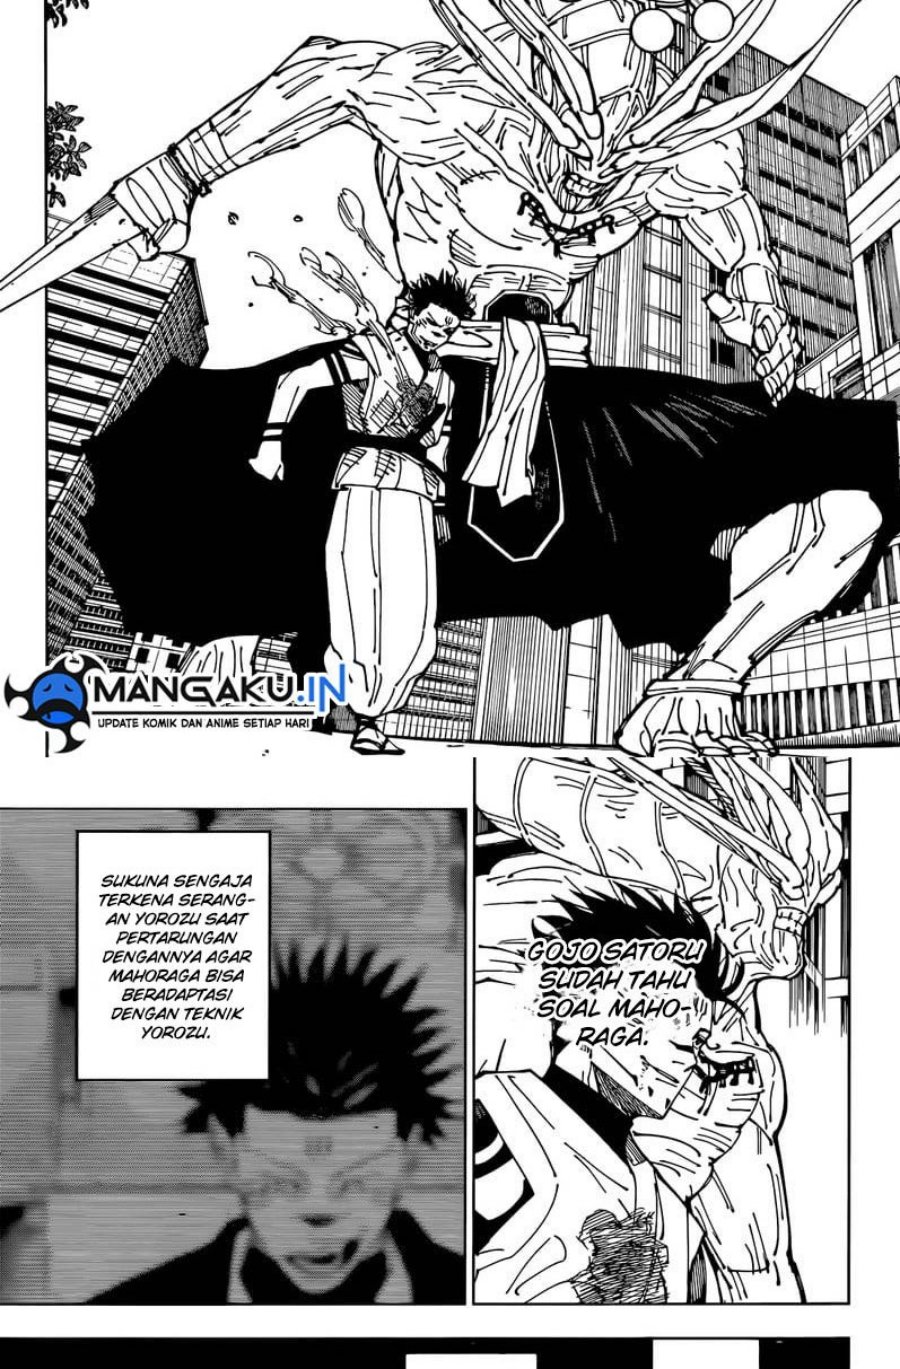 MANGAKU.IN
UPDATE KOMIK DAN ANIME SETIAP HARI
GOJO SATORU
SUDAH TAHU
SOAL MAHO-
RAGA.
SUKUNA SENGAJA
TERKENA SERANG-
AN YOROZU SAAT
PERTARUNGAN
DENGANNYA AGAR
MAHORAGA BISA
BERADAPTASI
DENGAN TEKNIK
YOROZU.